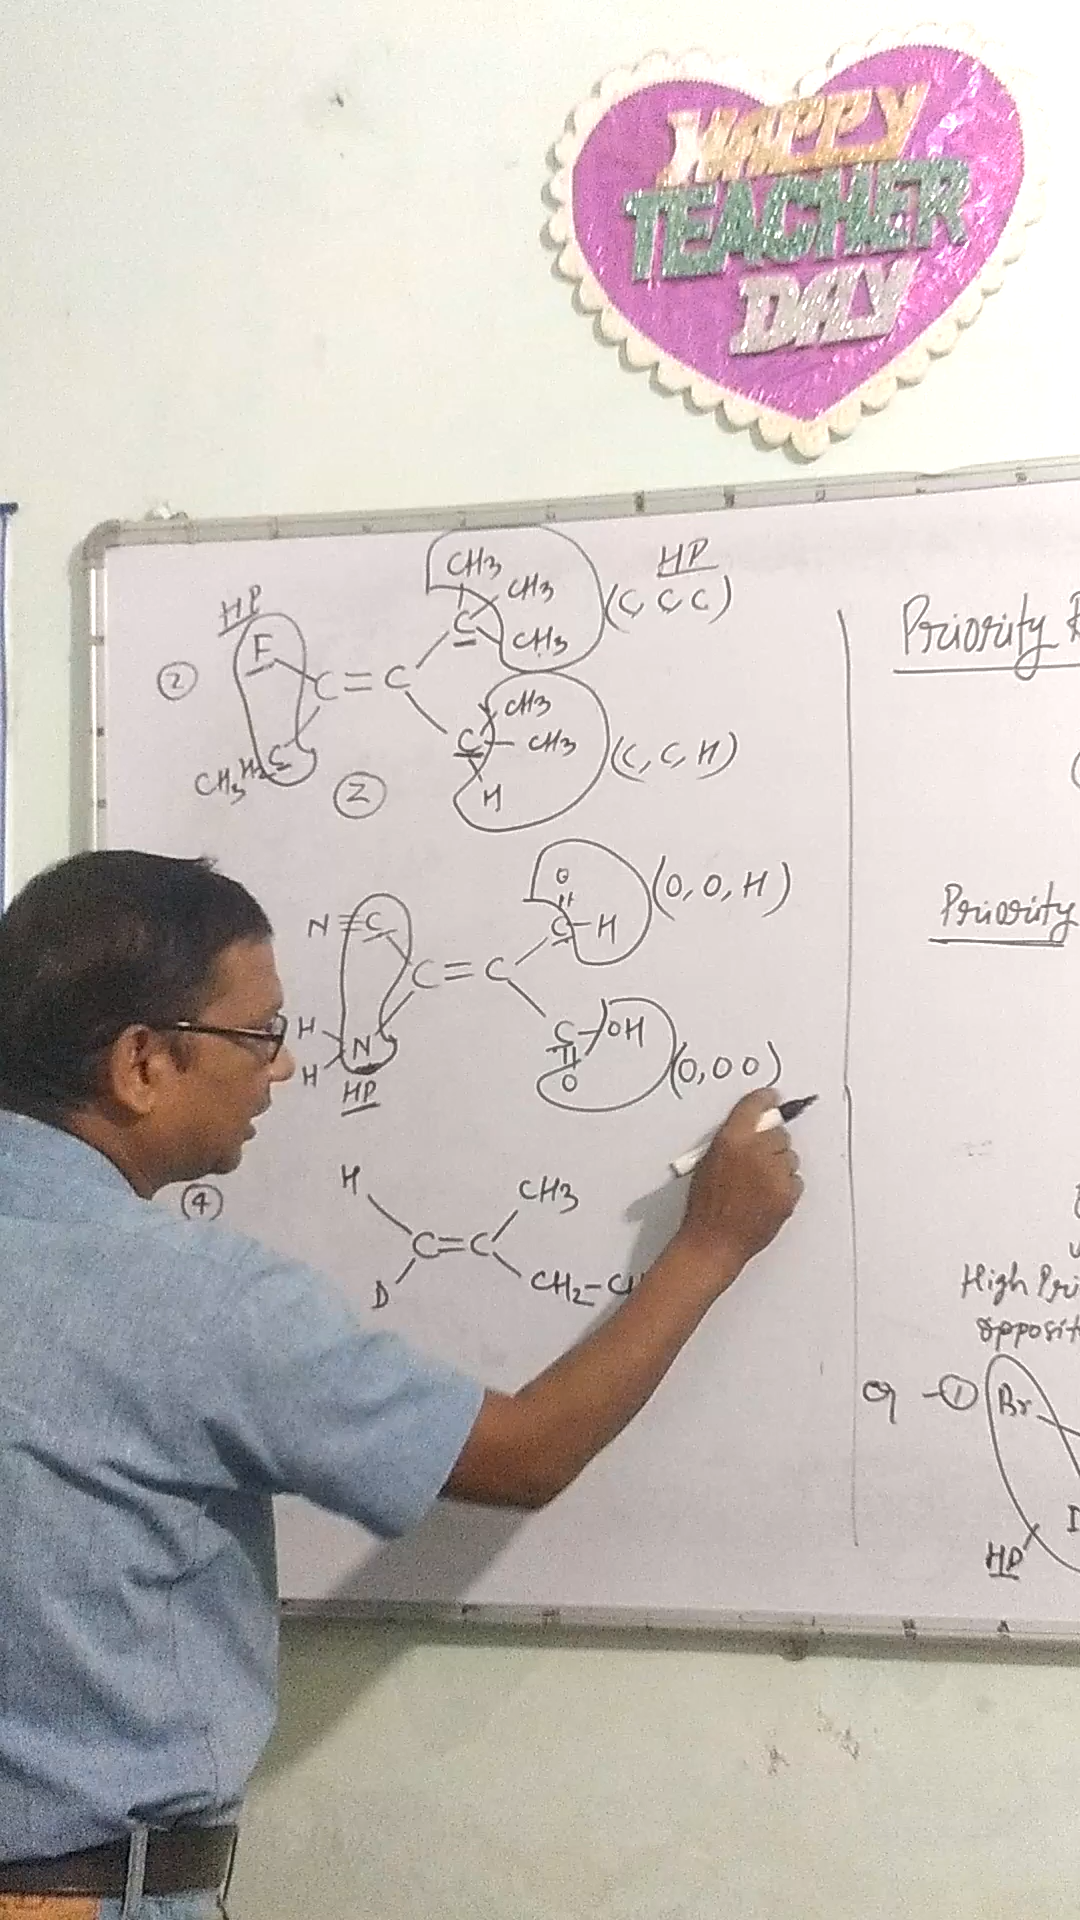 HAPPY
TEACHER
DAY
HP
CH3
CH3
HP
(C C C)
F
C
CH3
②
C=C
CH3
C
CH3
(C, C, H)
CH3H2C
Z
H
O
(O, O, H)
N≡C
C-H
C=C
H
N
C-OH
H
O
(O, O O)
HP
④
H
CH3
C=C
D
CH2-
Priority
Priority
High Pri
opposit
①
Br
HP